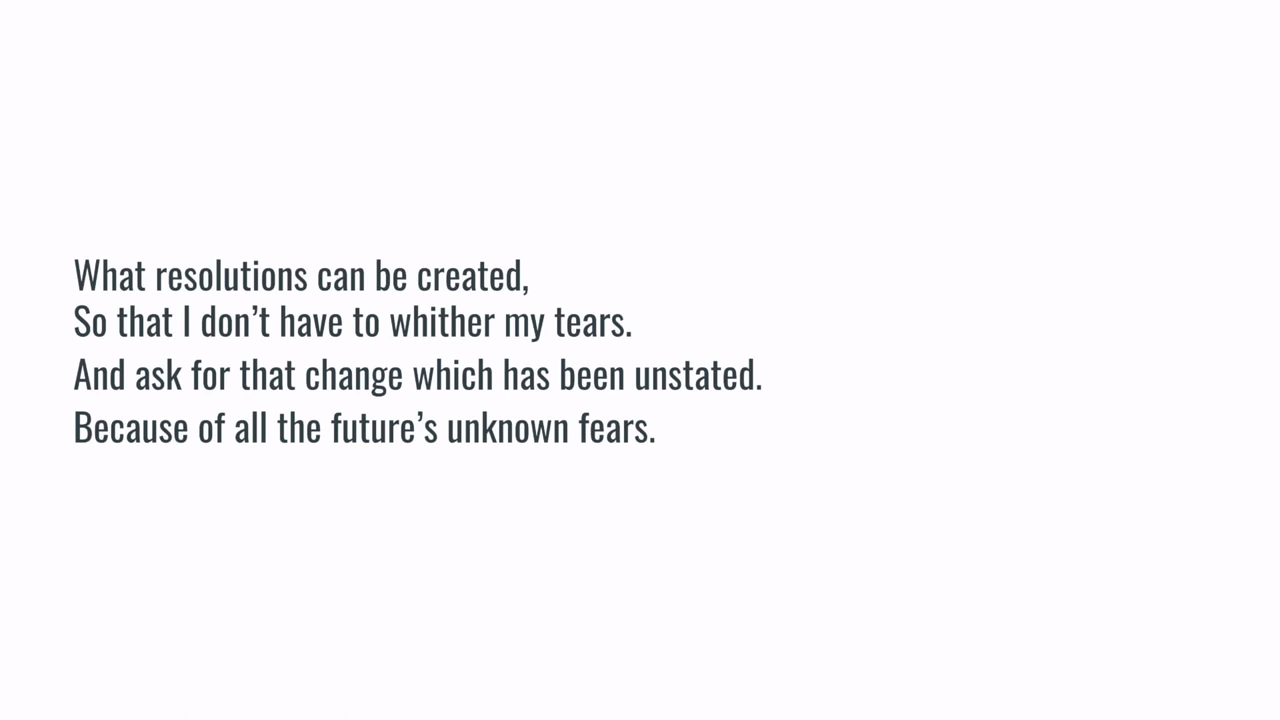 What resolutions can be created,
So that I don’t have to whither my tears.
And ask for that change which has been unstated.
Because of all the future’s unknown fears.